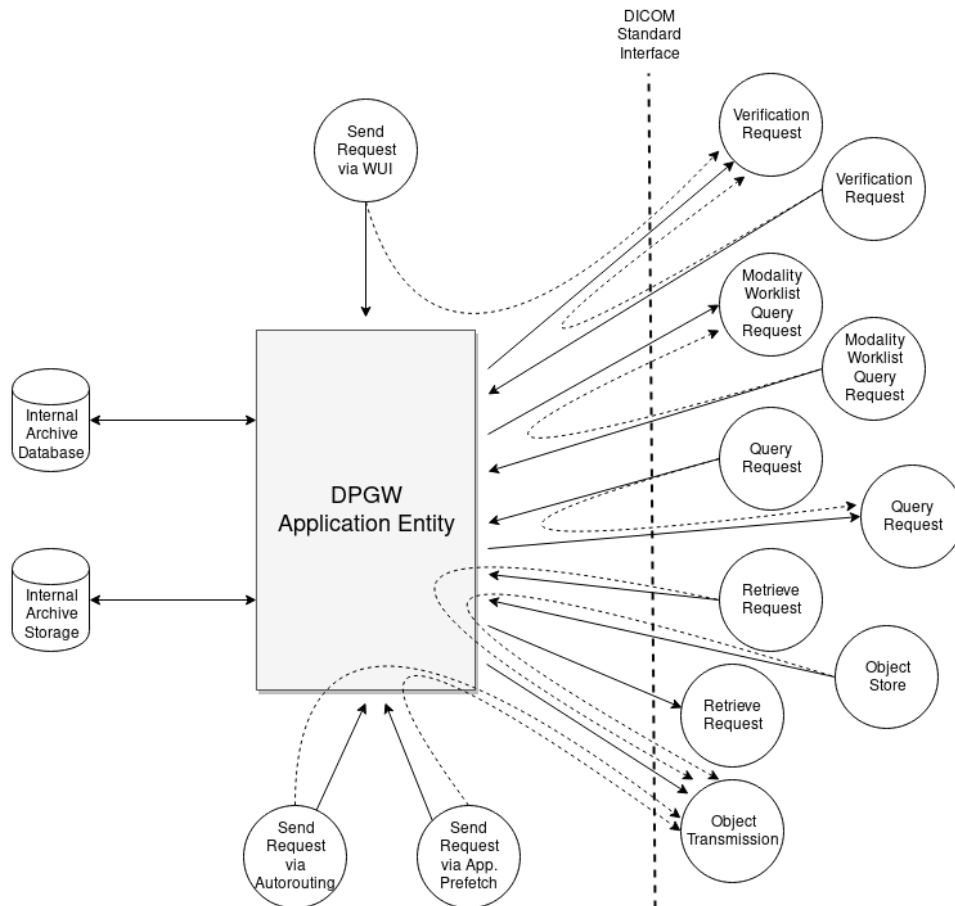 DICOM
Standard
Interface
Send
Request
via WUI
Verification
Request
Verification
Request
Modality
Worklist
Query
Request
Modality
Worklist
Query
Request
Internal
Archive
Database
DPGW
Application Entity
Query
Request
Query
Request
Internal
Archive
Storage
Retrieve
Request
Object
Store
Retrieve
Request
Send
Request
via
Autorouting
Send
Request
via App.
Prefetch
Object
Transmission